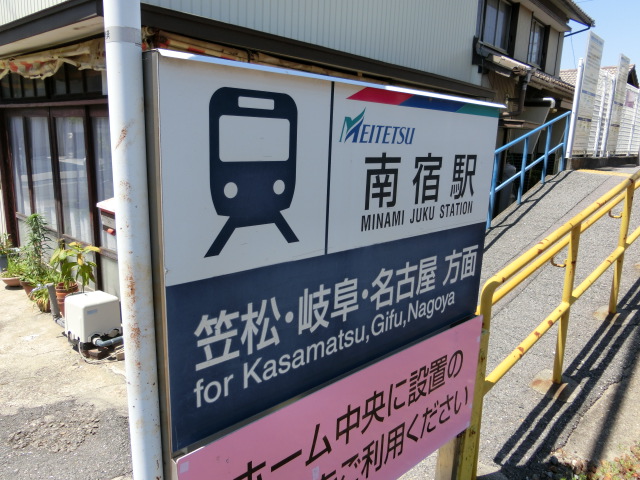 MEITETSU
南宿駅
MINAMI JUKU STATION
笠松・岐阜・名古屋 方面
for Kasamatsu, Gifu, Nagoya
ホーム中央に設置の
ご利用ください